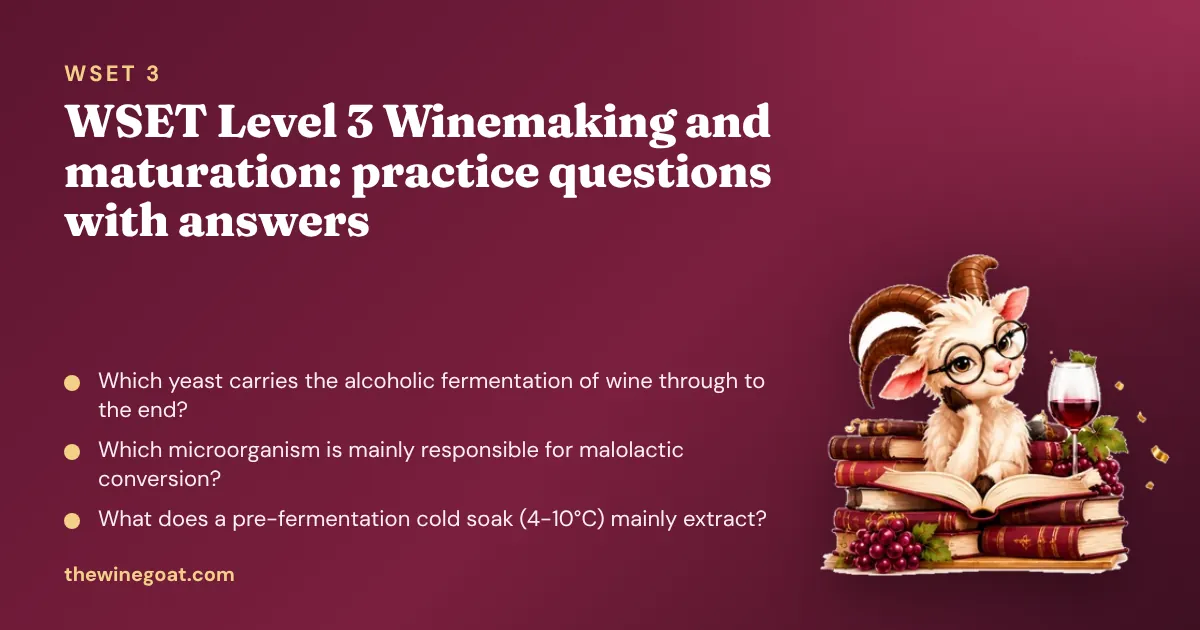 WSET 3
WSET Level 3 Winemaking and
maturation: practice questions
with answers
Which yeast carries the alcoholic fermentation of wine through to
the end?
Which microorganism is mainly responsible for malolactic
conversion?
What does a pre-fermentation cold soak (4–10°C) mainly extract?
thewinegoat.com